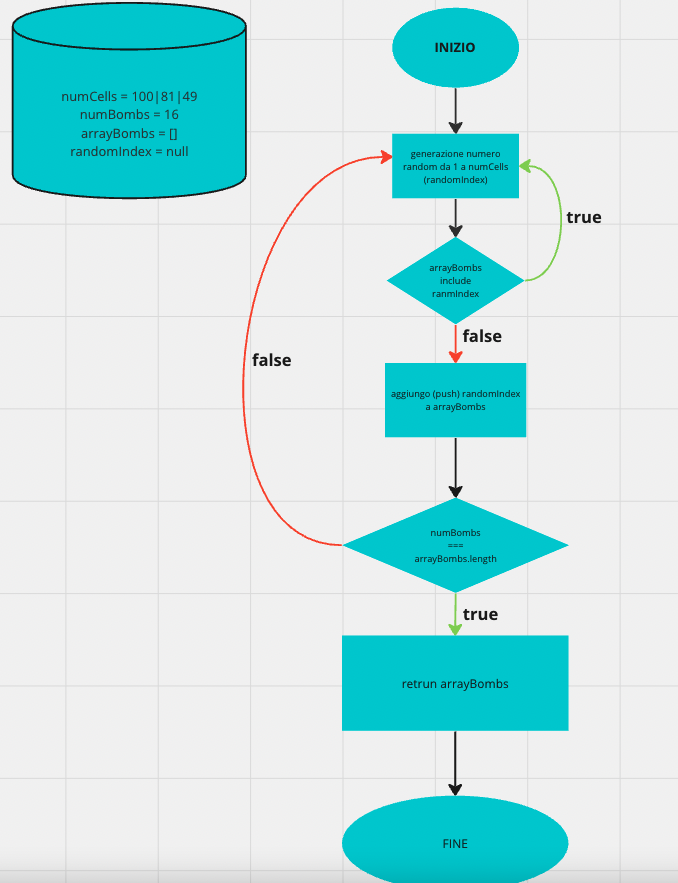 numCells = 100|81|49
numBombs = 16
arrayBombs = []
randomIndex = null
INIZIO
generazione numero
random da 1 a numCells
(randomIndex)
true
arrayBombs
include
ranmIndex
false
false
aggiungo (push) randomIndex
a arrayBombs
numBombs
===
arrayBombs.length
true
retrun arrayBombs
FINE